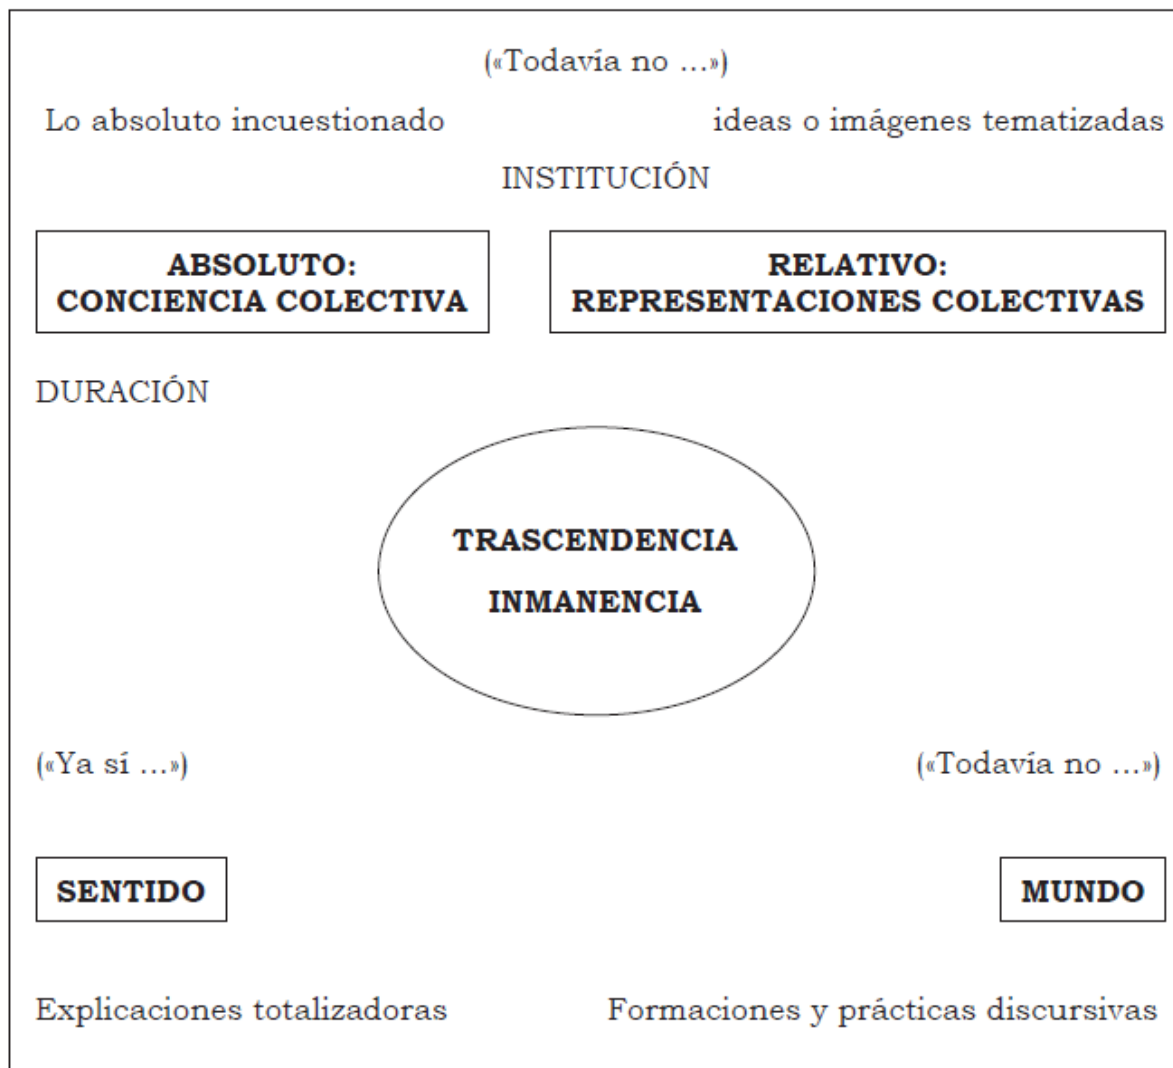 («Todavía no ...»)
Lo absoluto incuestionado
ideas o imágenes tematizadas
INSTITUCIÓN
ABSOLUTO:
CONCIENCIA COLECTIVA
RELATIVO:
REPRESENTACIONES COLECTIVAS
DURACIÓN
TRASCENDENCIA
INMANENCIA
(«Ya sí ...»)
(«Todavía no ...»)
SENTIDO
MUNDO
Explicaciones totalizadoras
Formaciones y prácticas discursivas